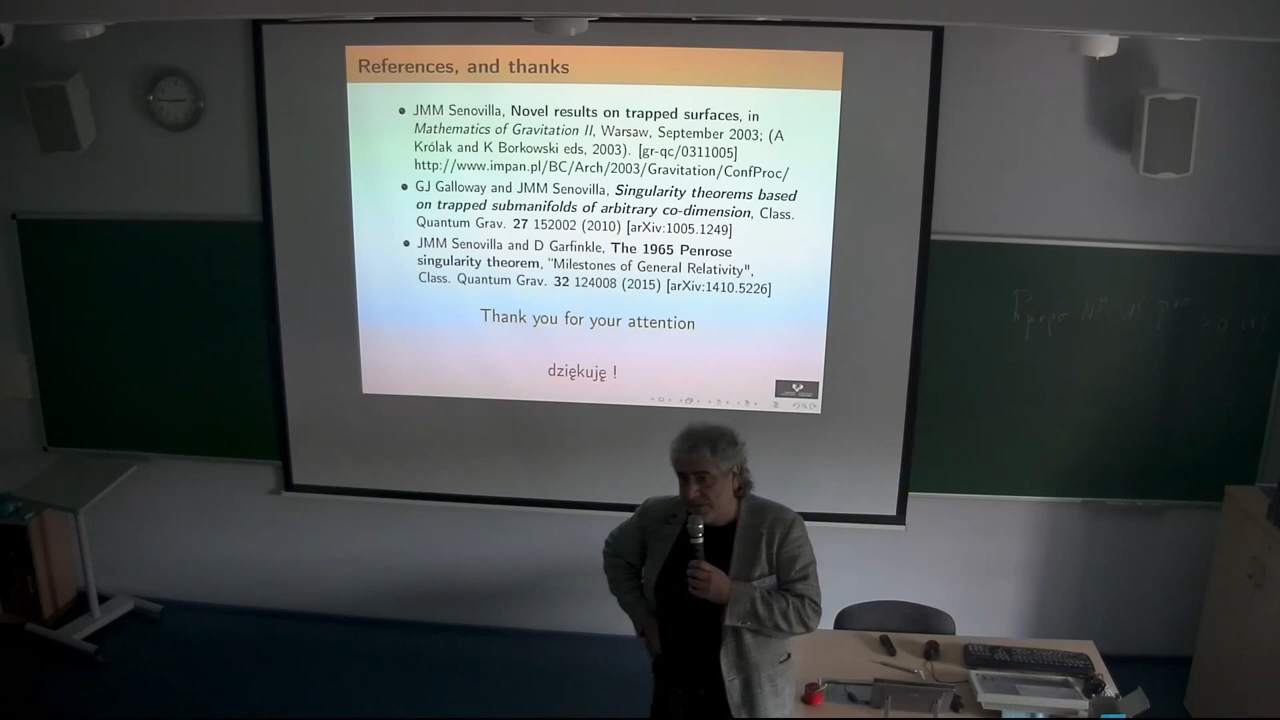 References, and thanks
JMM Senovilla, Novel results on trapped surfaces, in
Mathematics of Gravitation II, Warsaw, September 2003; (A
Królak and K Borkowski eds, 2003). [gr-qc/0311005]
http://www.impan.pl/BC/Arch/2003/Gravitation/ConfProc/
GJ Galloway and JMM Senovilla, Singularity theorems based
on trapped submanifolds of arbitrary co-dimension, Class.
Quantum Grav. 27 152002 (2010) [arXiv:1005.1249]
JMM Senovilla and D Garfinkle, The 1965 Penrose
singularity theorem, "Milestones of General Relativity",
Class. Quantum Grav. 32 124008 (2015) [arXiv:1410.5226]
Thank you for your attention
dziękuję !